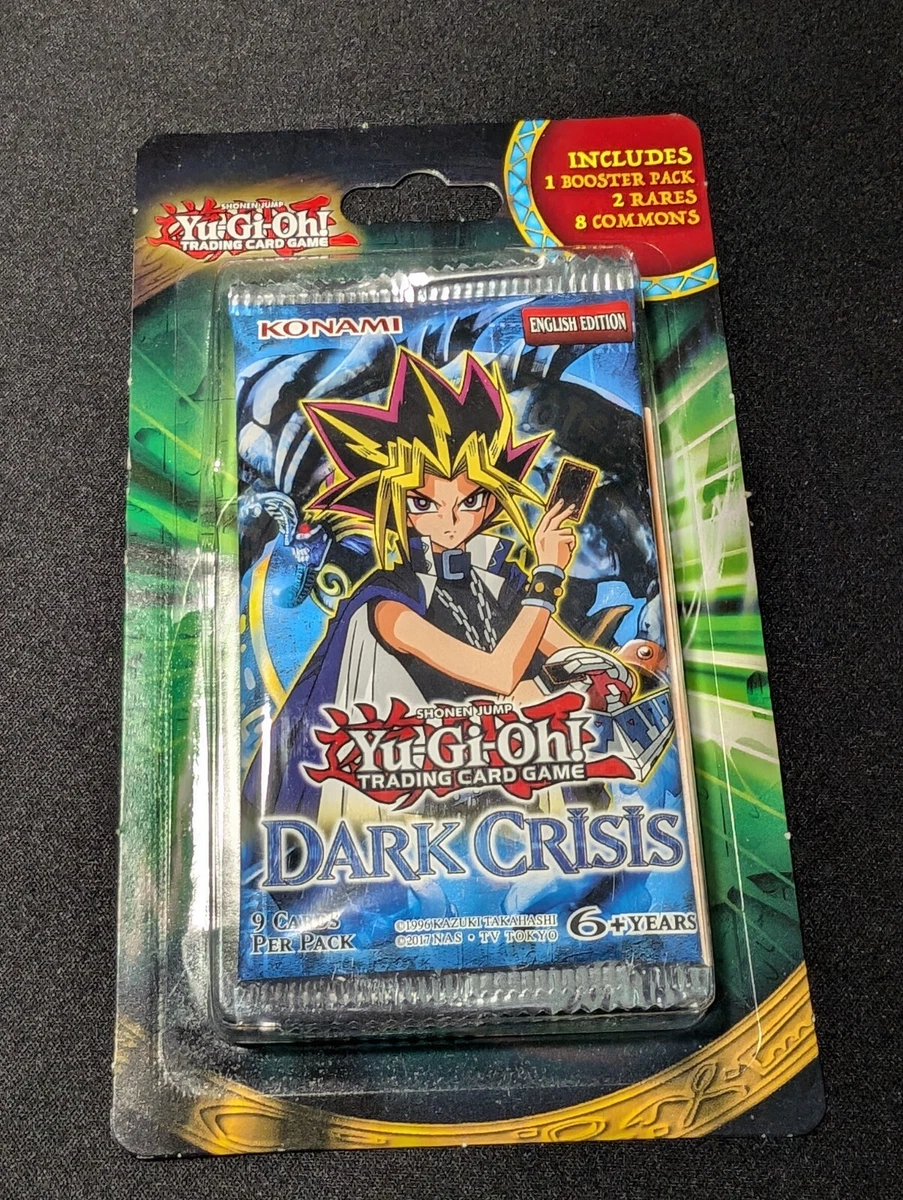 INCLUDES
1 BOOSTER PACK
2 RARES
8 COMMONS
SHONEN JUMP
Yu-Gi-Oh!
TRADING CARD GAME
KONAMI
ENGLISH EDITION
SHONEN JUMP
Yu-Gi-Oh!
TRADING CARD GAME
DARK CRISIS
9 CARDS
PER PACK
©1996 KAZUKI TAKAHASHI
©2017 NAS • TV TOKYO
6+YEARS